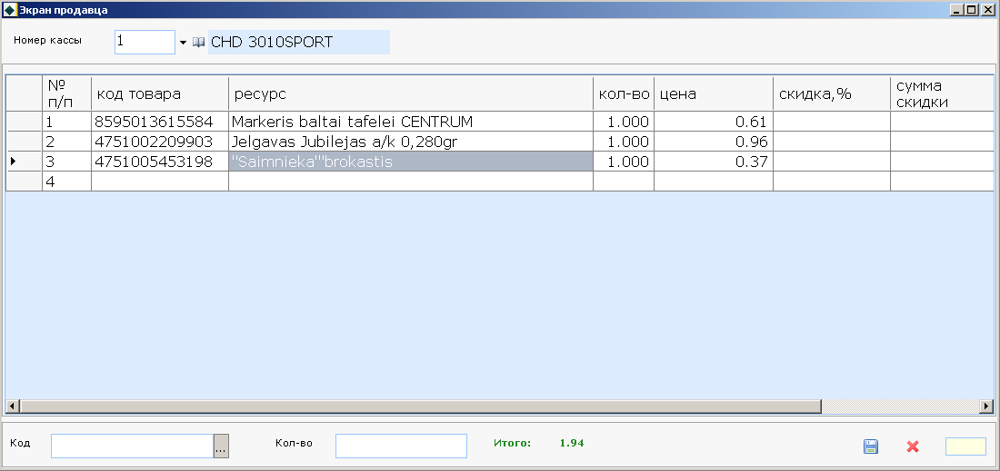 Экран продавца
Номер кассы 1 CHD 3010SPORT
№ п/п код товара ресурс кол-во цена скидка,% сумма скидки
1 8595013615584 Markeris baltai tafelei CENTRUM 1.000 0.61
2 4751002209903 Jelgavas Jubilejas a/k 0,280gr 1.000 0.96
3 4751005453198 "Saimnieka'"brokastis 1.000 0.37
4
Код ... Кол-во Итого: 1.94